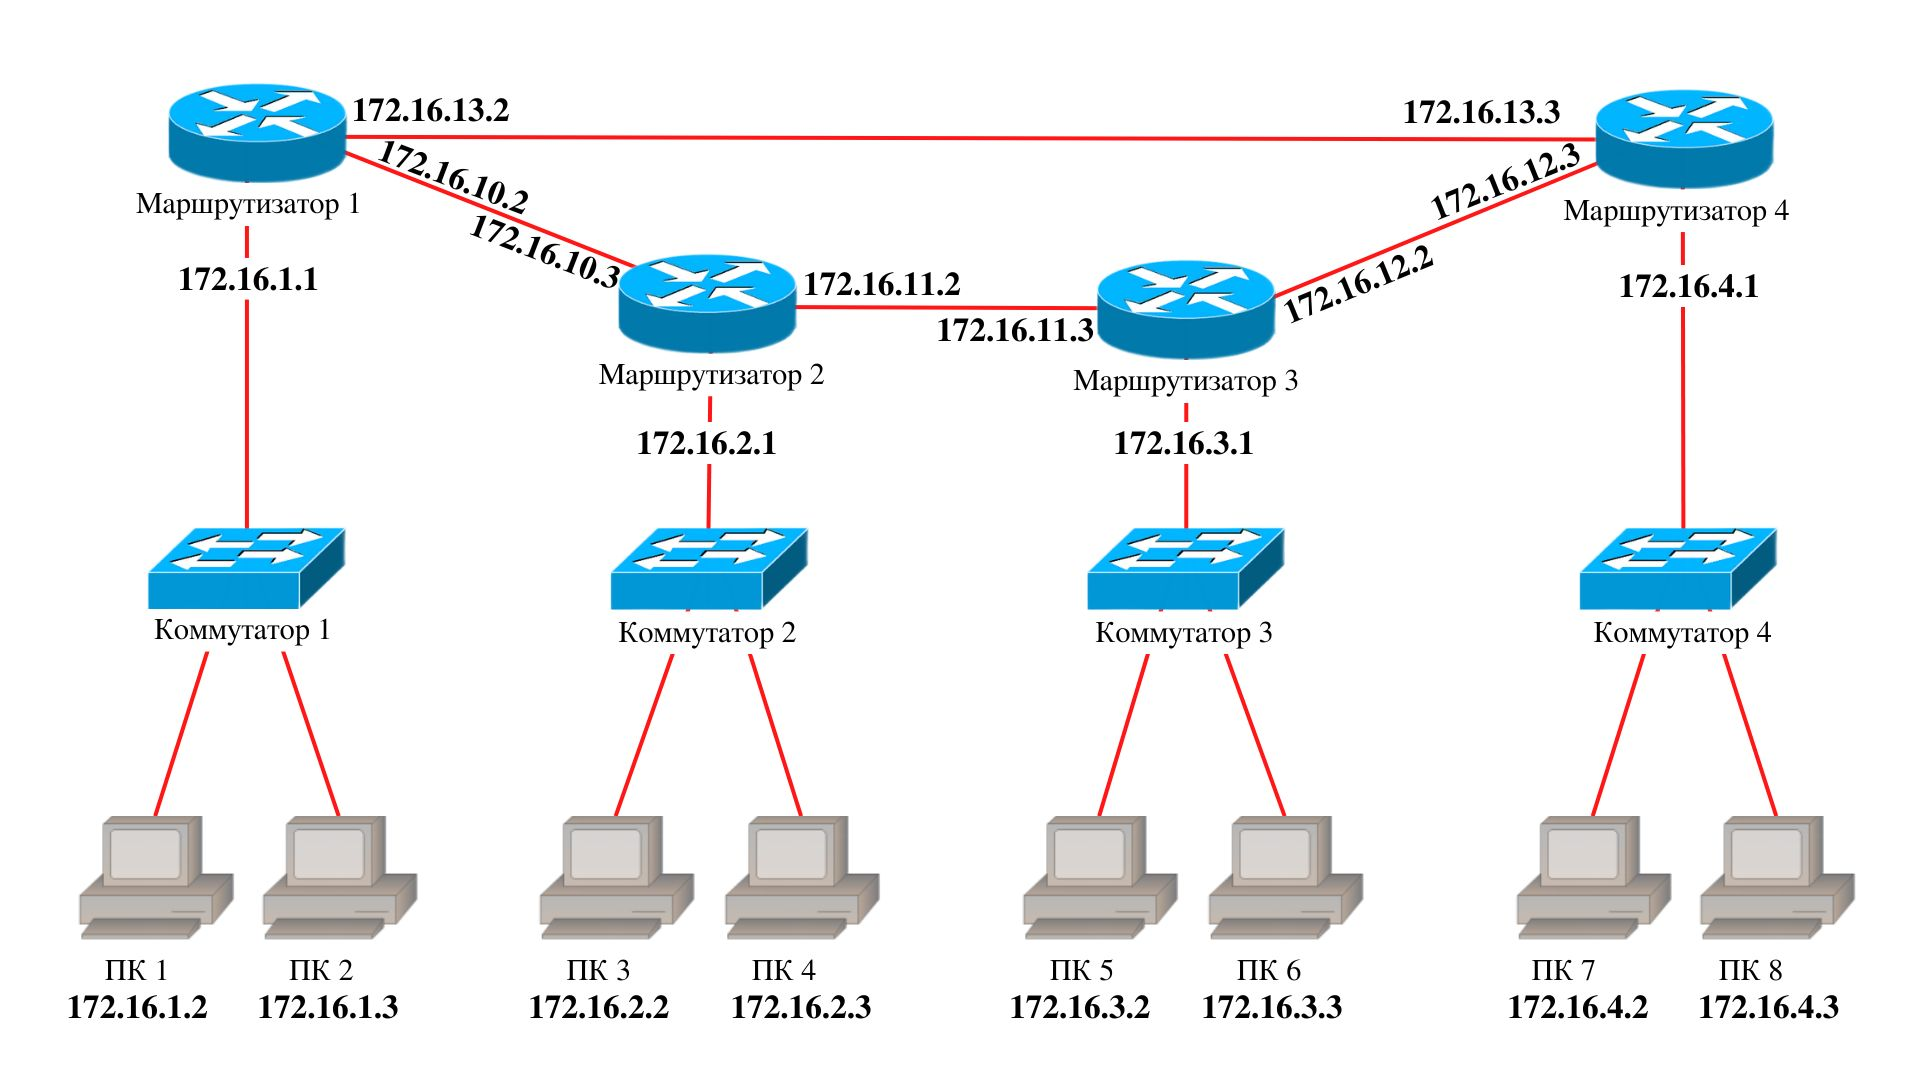 172.16.13.2
172.16.13.3
172.16.10.2
172.16.12.3
Маршрутизатор 1
Маршрутизатор 4
172.16.10.3
172.16.12.2
172.16.1.1
172.16.11.2
172.16.4.1
172.16.11.3
Маршрутизатор 2
Маршрутизатор 3
172.16.2.1
172.16.3.1
Коммутатор 1
Коммутатор 2
Коммутатор 3
Коммутатор 4
ПК 1
172.16.1.2
ПК 2
172.16.1.3
ПК 3
172.16.2.2
ПК 4
172.16.2.3
ПК 5
172.16.3.2
ПК 6
172.16.3.3
ПК 7
172.16.4.2
ПК 8
172.16.4.3